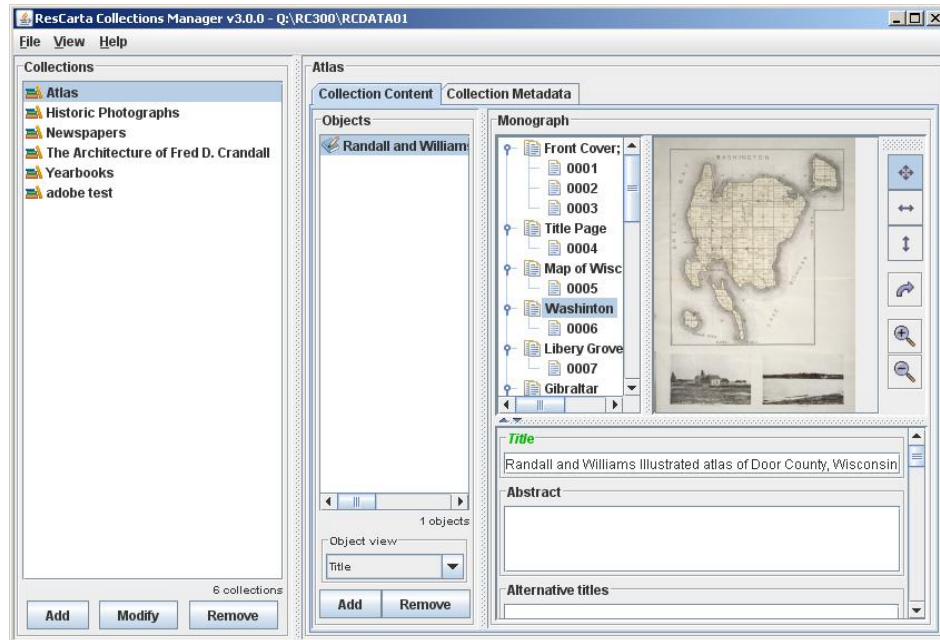 ResCarta Collections Manager v3.0.0 - Q:\RC300\RCDATA01
File View Help
Collections
Atlas
Historic Photographs
Newspapers
The Architecture of Fred D. Crandall
Yearbooks
adobe test
6 collections
Add Modify Remove
Atlas
Collection Content Collection Metadata
Objects
Randall and William
1 objects
Object view
Title
Add Remove
Monograph
Front Cover;
0001
0002
0003
Title Page
0004
Map of Wisc
0005
Washinton
0006
Libery Grove
0007
Gibraltar
WASHINGTON
Title
Randall and Williams Illustrated atlas of Door County, Wisconsin
Abstract
Alternative titles